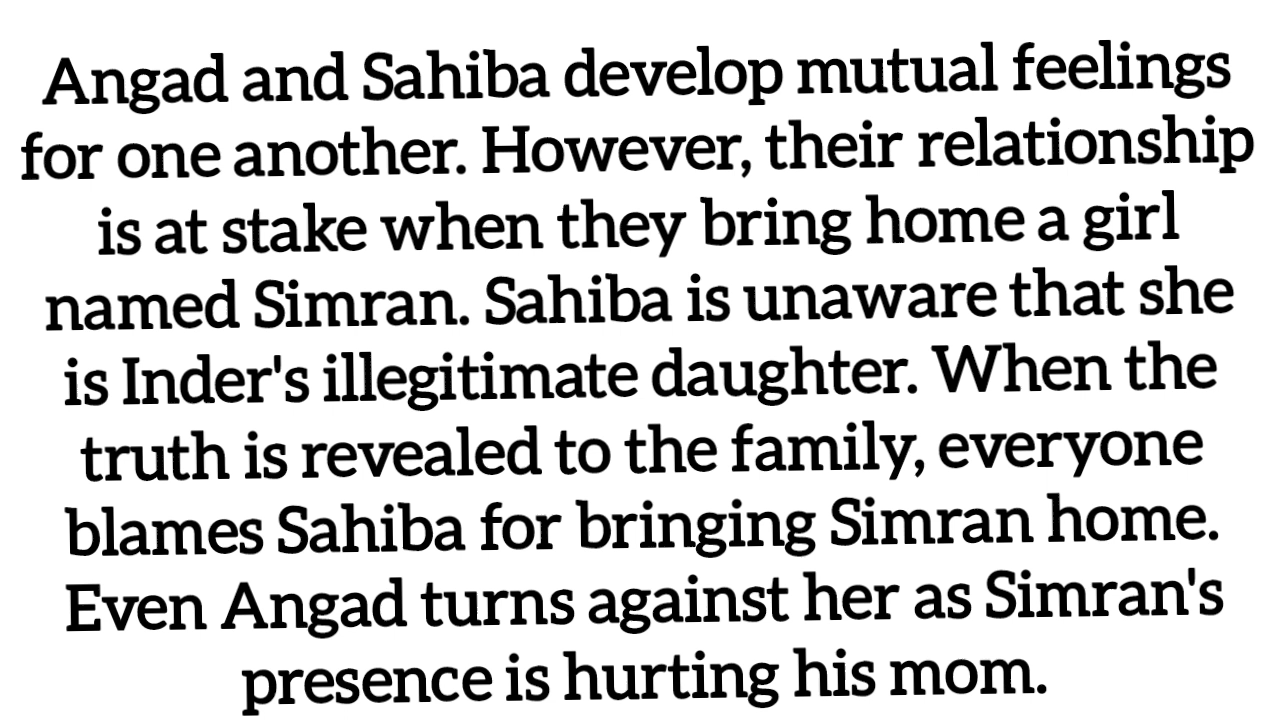 Angad and Sahiba develop mutual feelings
for one another. However, their relationship
is at stake when they bring home a girl
named Simran. Sahiba is unaware that she
is Inder's illegitimate daughter. When the
truth is revealed to the family, everyone
blames Sahiba for bringing Simran home.
Even Angad turns against her as Simran's
presence is hurting his mom.